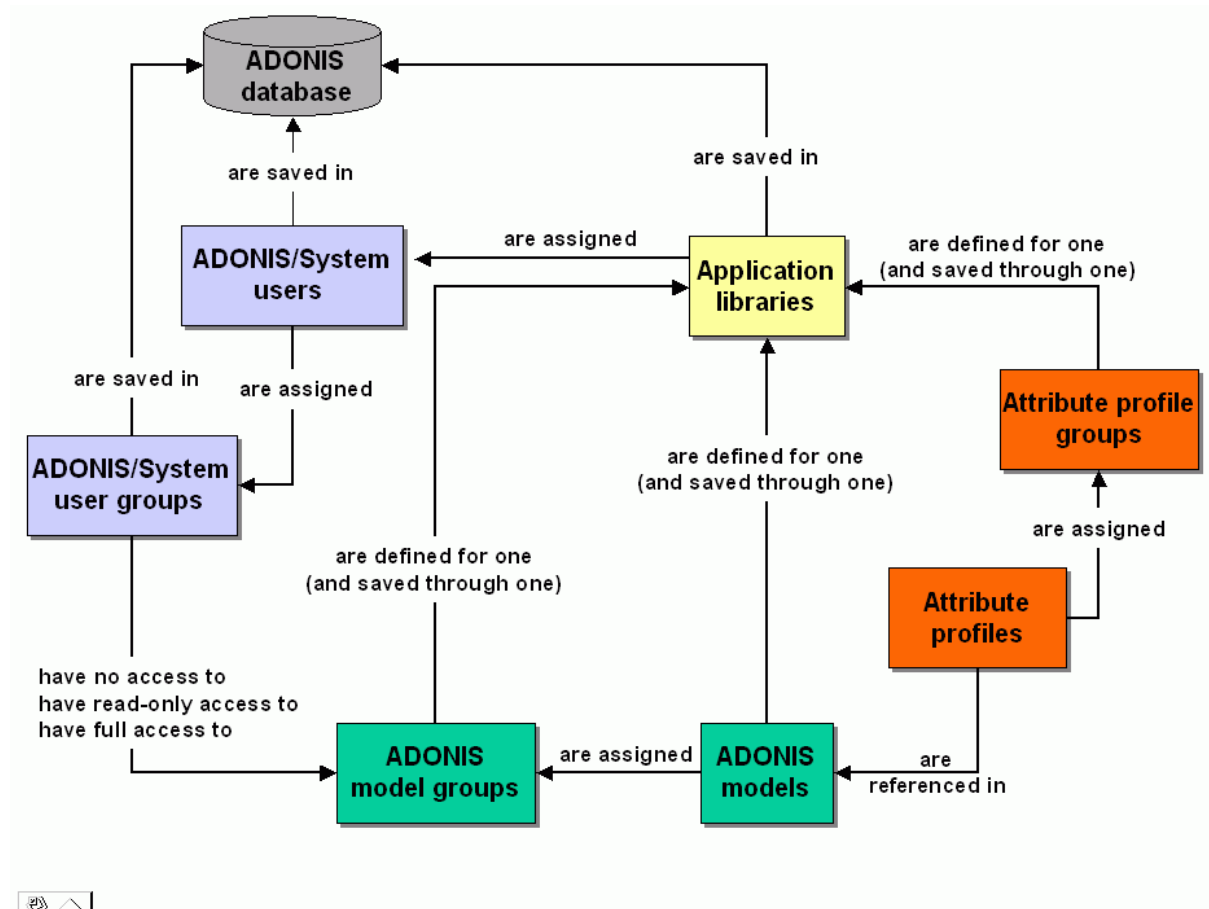 ADONIS
database
are saved in
are saved in
ADONIS/System
users
are assigned
Application
libraries
are defined for one
(and saved through one)
are saved in
are assigned
Attribute profile
groups
ADONIS/System
user groups
are defined for one
(and saved through one)
are assigned
are defined for one
(and saved through one)
Attribute
profiles
have no access to
have read-only access to
have full access to
ADONIS
model groups
are assigned
ADONIS
models
are
referenced in